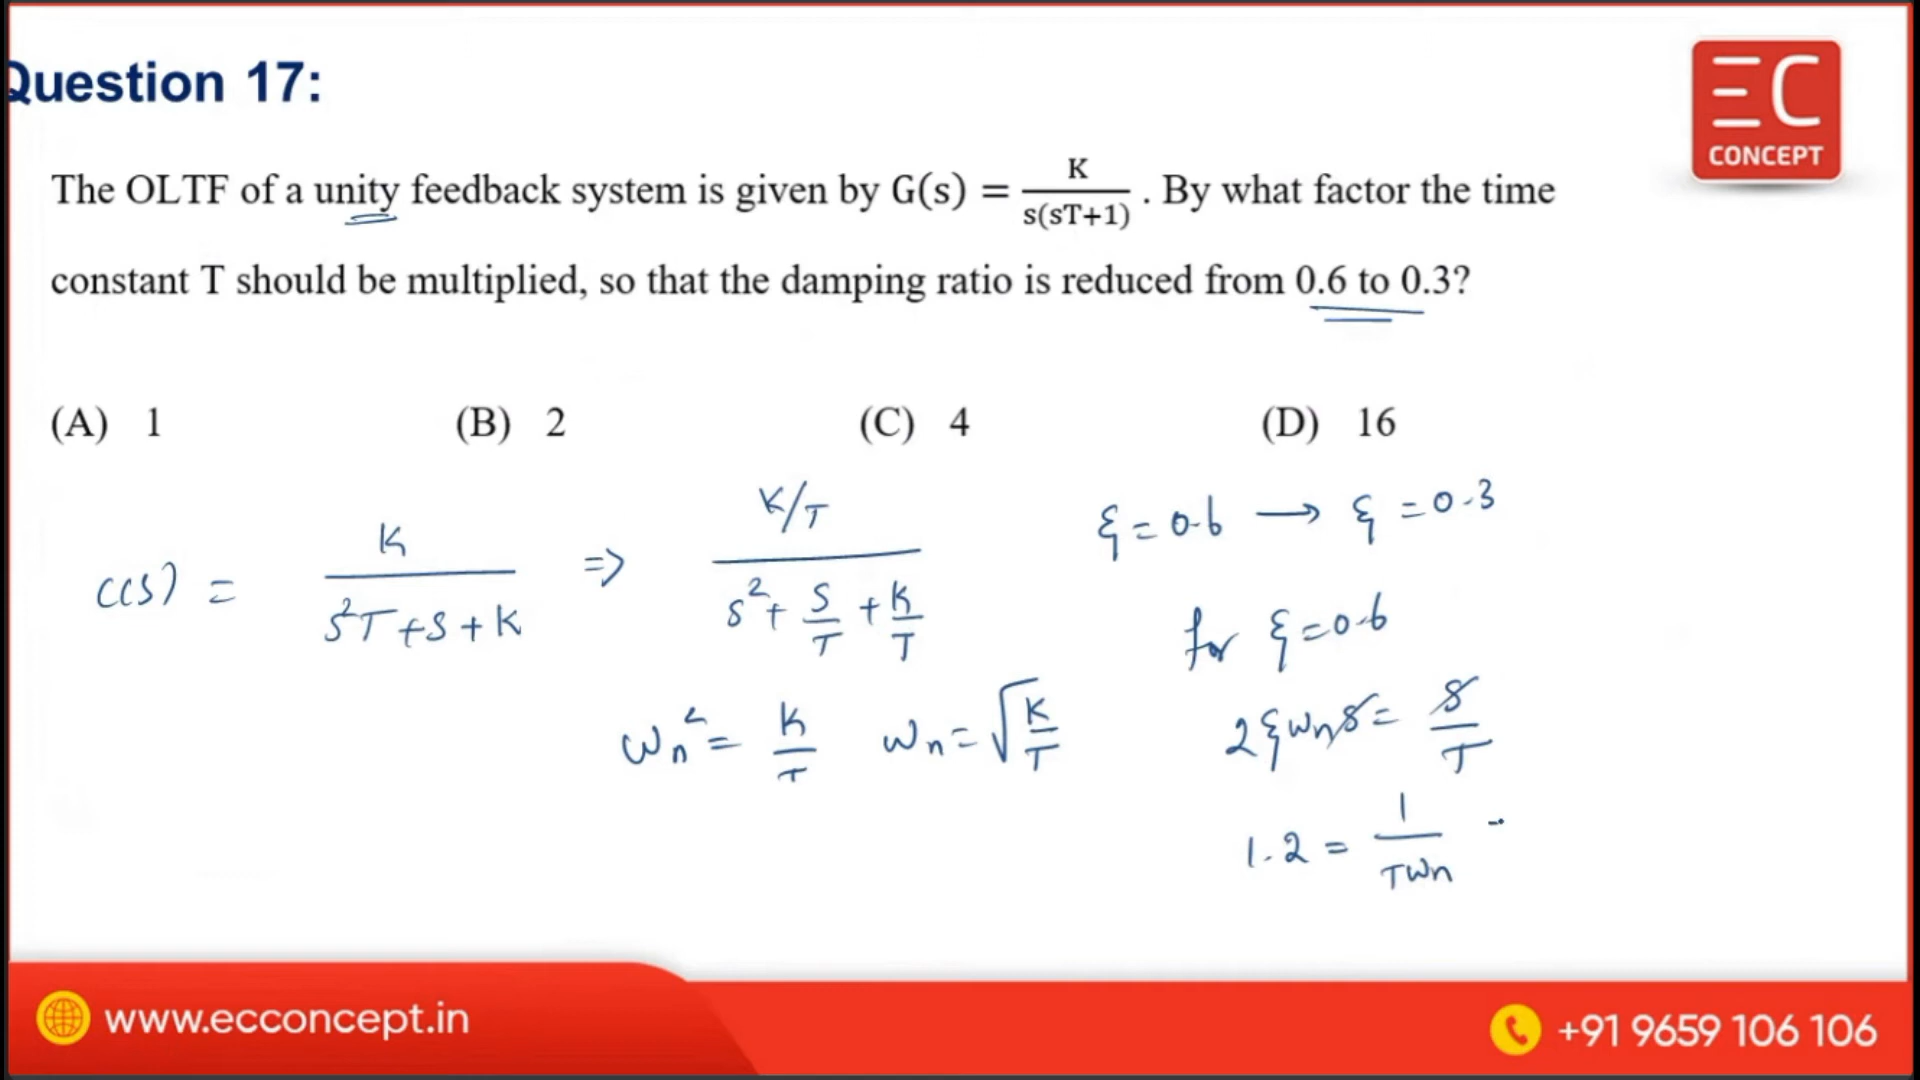 Question 17:
EC
CONCEPT
The OLTF of a unity feedback system is given by G(s) = K/s(sT+1) . By what factor the time
constant T should be multiplied, so that the damping ratio is reduced from 0.6 to 0.3?
(A) 1 (B) 2 (C) 4 (D) 16
C(s) = K/s²T+s+K => K/T/s²+s/T+K/T
ξ = 0.6 → ξ = 0.3
for ξ = 0.6
ωn² = K/T ωn = √K/T
2ξωns = s/T
1.2 = 1/Tωn
www.ecconcept.in
+91 9659 106 106